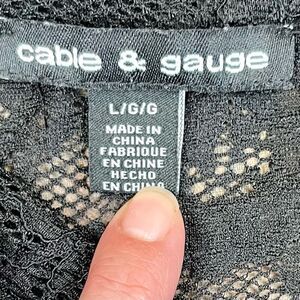 cable & gauge
L/G/G
MADE IN
CHINA
FABRIQUE
EN CHINE
HECHO
EN CHINA